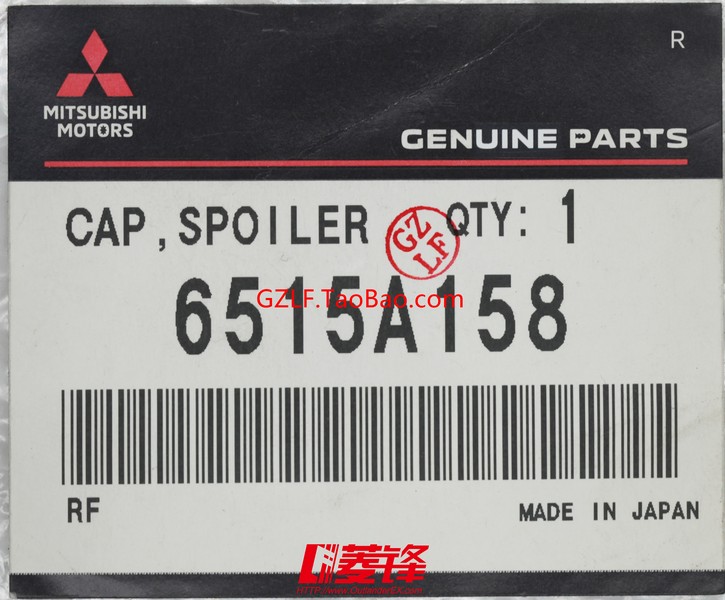 R
MITSUBISHI
MOTORS
GENUINE PARTS
CAP, SPOILER QTY: 1
GZ
LF
6515A158
GZLF.TaoBao.com
RF
MADE IN JAPAN
菱锋